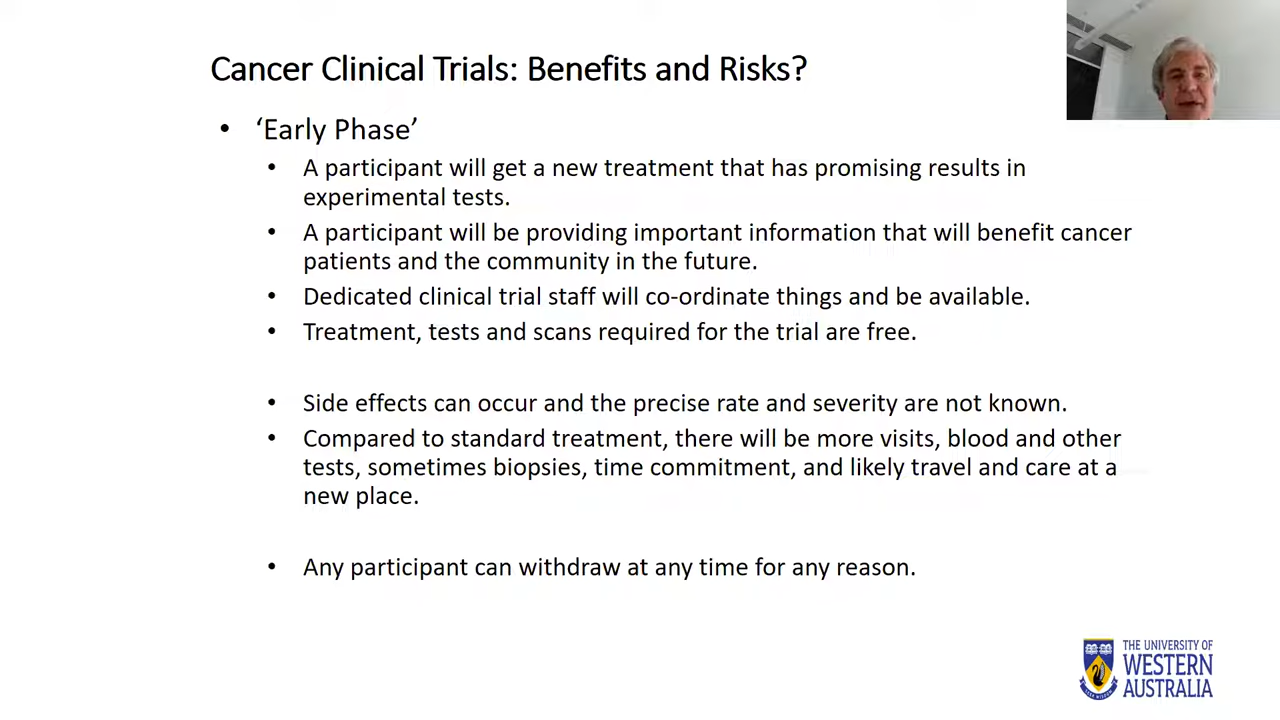 Cancer Clinical Trials: Benefits and Risks?
• ‘Early Phase’
• A participant will get a new treatment that has promising results in
experimental tests.
• A participant will be providing important information that will benefit cancer
patients and the community in the future.
• Dedicated clinical trial staff will co-ordinate things and be available.
• Treatment, tests and scans required for the trial are free.
• Side effects can occur and the precise rate and severity are not known.
• Compared to standard treatment, there will be more visits, blood and other
tests, sometimes biopsies, time commitment, and likely travel and care at a
new place.
• Any participant can withdraw at any time for any reason.
THE UNIVERSITY OF
WESTERN
AUSTRALIA